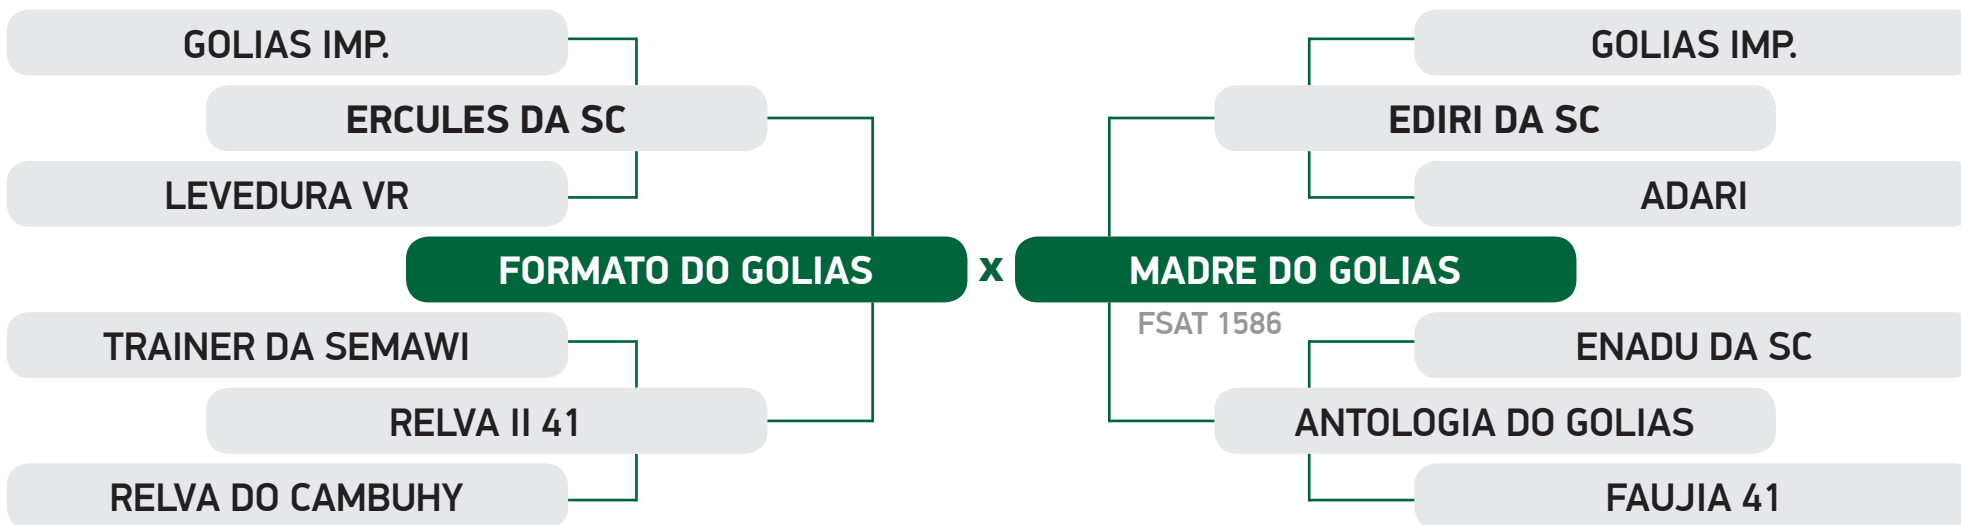 GOLIAS IMP.
GOLIAS IMP.
ERCULES DA SC
EDIRI DA SC
LEVEDURA VR
ADARI
FORMATO DO GOLIAS x MADRE DO GOLIAS
FSAT 1586
TRAINER DA SEMAWI
ENADU DA SC
RELVA II 41
ANTOLOGIA DO GOLIAS
RELVA DO CAMBUHY
FAUJIA 41